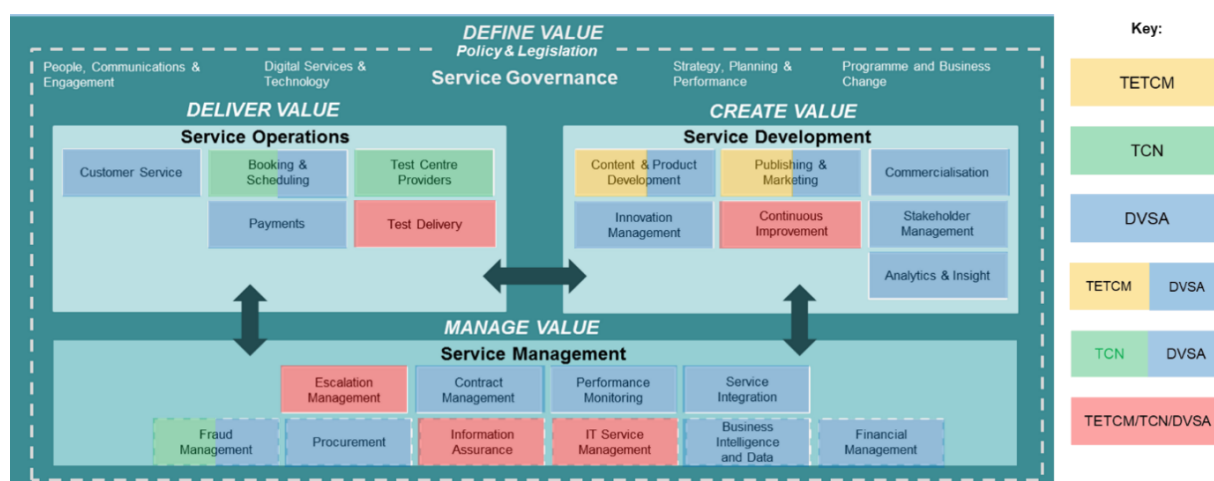 DEFINE VALUE
Policy & Legislation
People, Communications &
Engagement
Digital Services &
Technology
Service Governance
Strategy, Planning &
Performance
Programme and Business
Change
DELIVER VALUE
Service Operations
Customer Service
Booking &
Scheduling
Test Centre
Providers
Payments
Test Delivery
CREATE VALUE
Service Development
Content & Product
Development
Publishing &
Marketing
Commercialisation
Innovation
Management
Continuous
Improvement
Stakeholder
Management
Analytics & Insight
MANAGE VALUE
Service Management
Escalation
Management
Contract
Management
Performance
Monitoring
Service
Integration
Fraud
Management
Procurement
Information
Assurance
IT Service
Management
Business
Intelligence
and Data
Financial
Management
Key:
TETCM
TCN
DVSA
TETCM DVSA
TCN DVSA
TETCM/TCN/DVSA